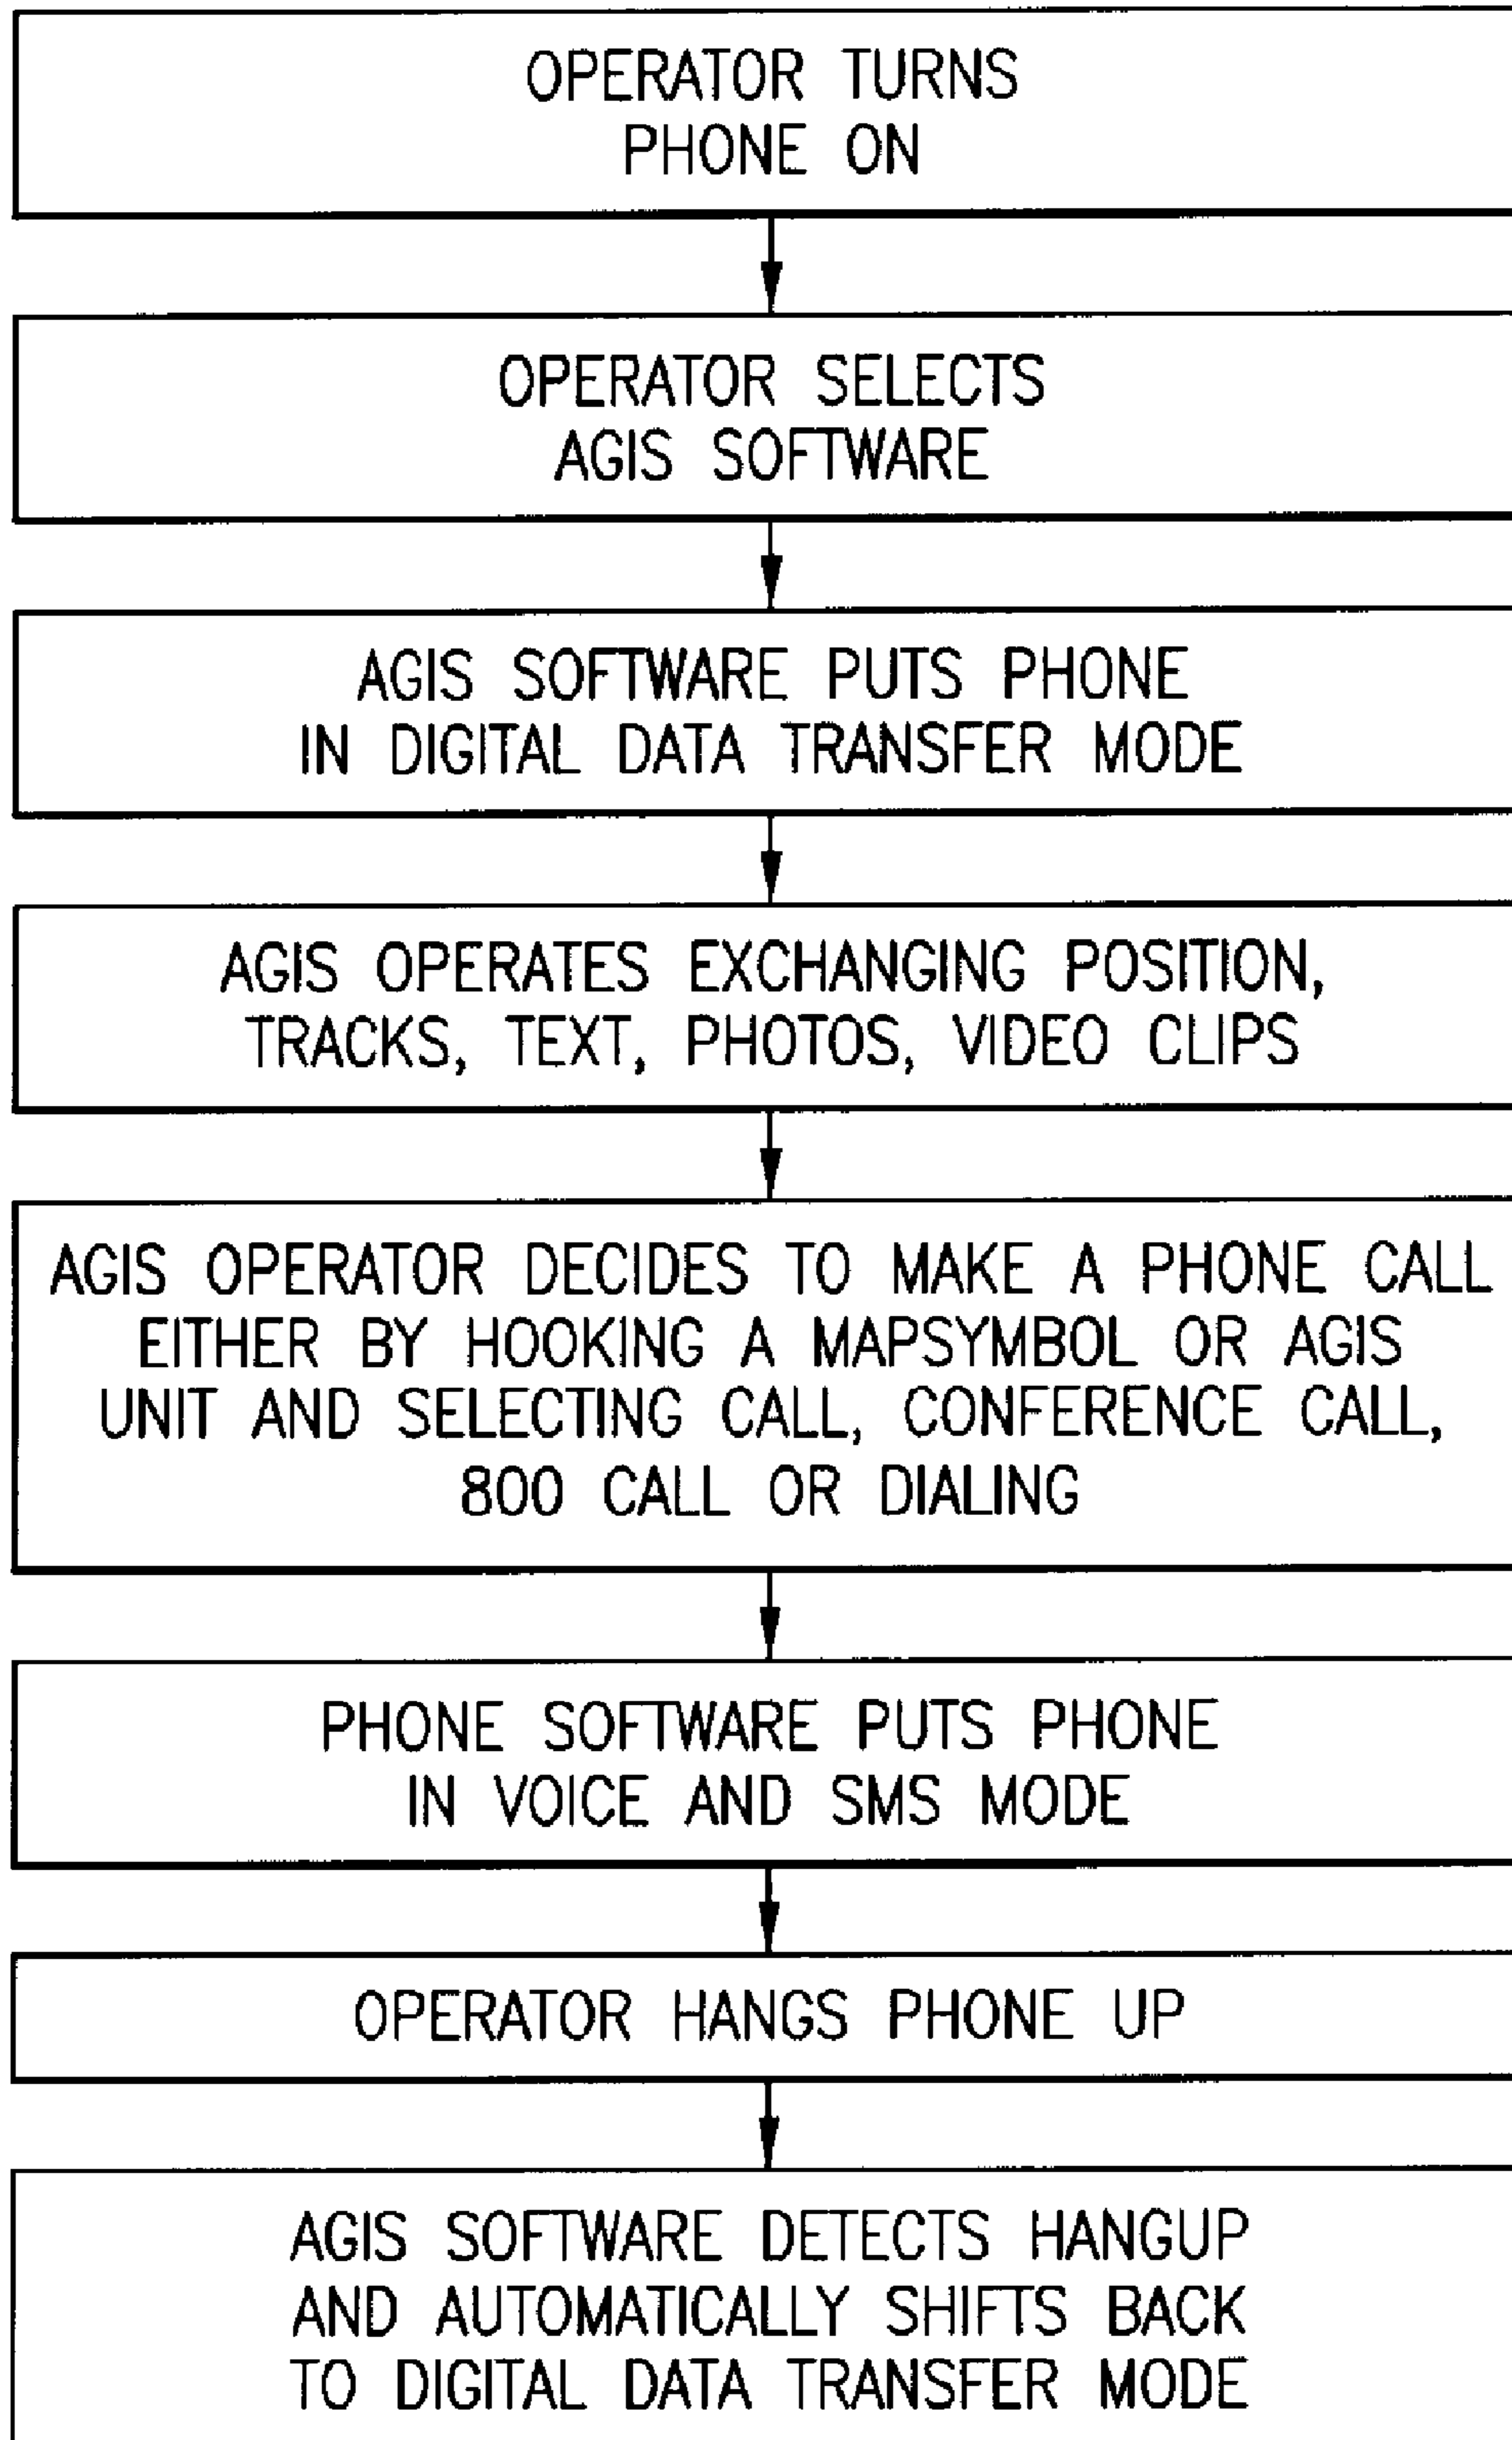 OPERATOR TURNS
PHONE ON
OPERATOR SELECTS
AGIS SOFTWARE
AGIS SOFTWARE PUTS PHONE
IN DIGITAL DATA TRANSFER MODE
AGIS OPERATES EXCHANGING POSITION,
TRACKS, TEXT, PHOTOS, VIDEO CLIPS
AGIS OPERATOR DECIDES TO MAKE A PHONE CALL
EITHER BY HOOKING A MAPSYMBOL OR AGIS
UNIT AND SELECTING CALL, CONFERENCE CALL,
800 CALL OR DIALING
PHONE SOFTWARE PUTS PHONE
IN VOICE AND SMS MODE
OPERATOR HANGS PHONE UP
AGIS SOFTWARE DETECTS HANGUP
AND AUTOMATICALLY SHIFTS BACK
TO DIGITAL DATA TRANSFER MODE